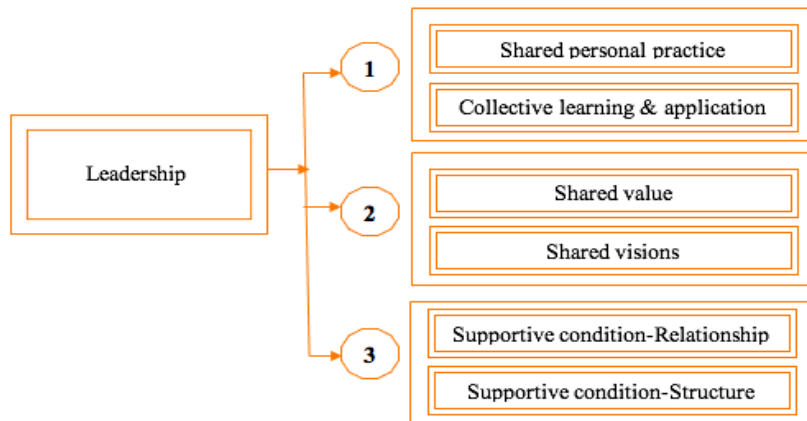 Leadership
1
Shared personal practice
Collective learning & application
2
Shared value
Shared visions
3
Supportive condition-Relationship
Supportive condition-Structure